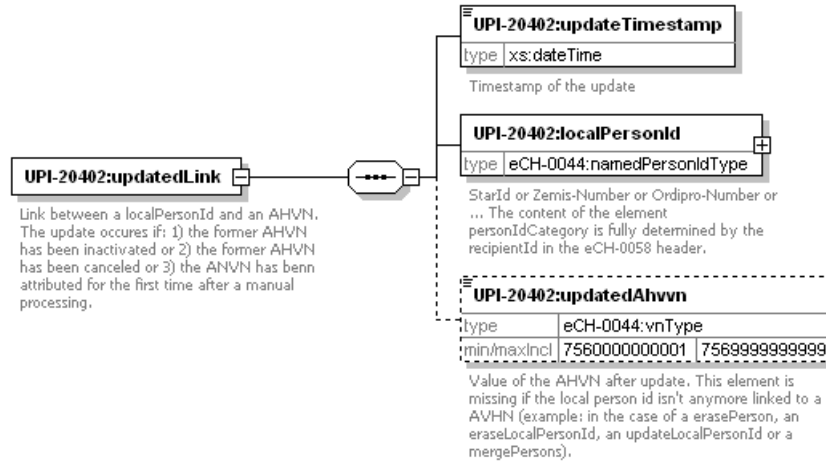 UPI-20402:updateTimestamp
type xs:dateTime
Timestamp of the update
UPI-20402:localPersonId
type eCH-0044:namedPersonIdType
StarId or Zemis-Number or Ordipro-Number or
... The content of the element
personIdCategory is fully determined by the
recipientId in the eCH-0058 header.
UPI-20402:updatedLink
Link between a localPersonId and an AHVN.
The update occures if: 1) the former AHVN
has been inactivated or 2) the former AHVN
has been canceled or 3) the ANVN has benn
attributed for the first time after a manual
processing.
UPI-20402:updatedAhvvn
type eCH-0044:vnType
min/maxIncl 7560000000001 7569999999999
Value of the AHVN after update. This element is
missing if the local person id isn't anymore linked to a
AVHN (example: in the case of a erasePerson, an
eraseLocalPersonId, an updateLocalPersonId or a
mergePersons).